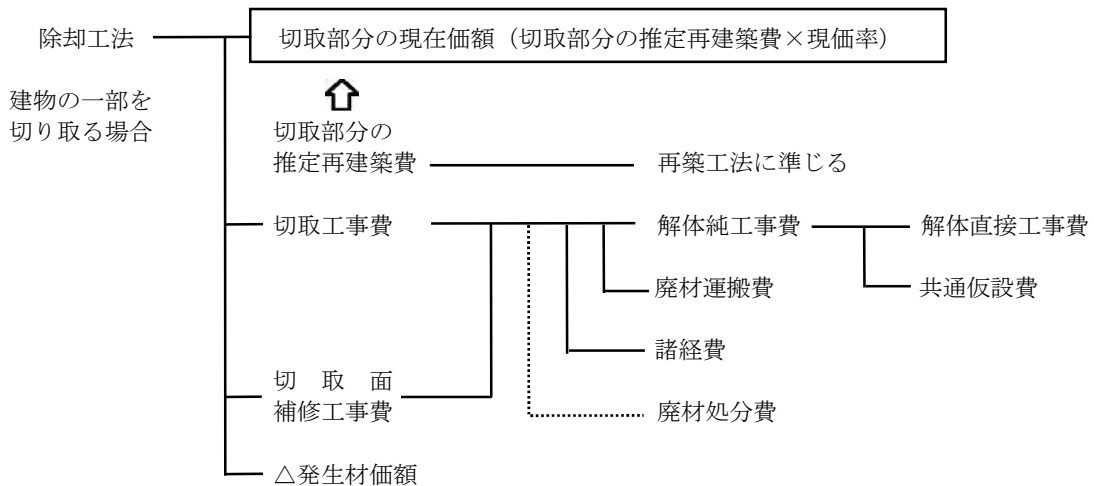 除却工法
切取部分の現在価額（切取部分の推定再建築費×現価率）
建物の一部を
切り取る場合
切取部分の
推定再建築費
再築工法に準じる
切取工事費
解体純工事費
解体直接工事費
廃材運搬費
共通仮設費
諸経費
切　取　面
補修工事費
廃材処分費
△発生材価額